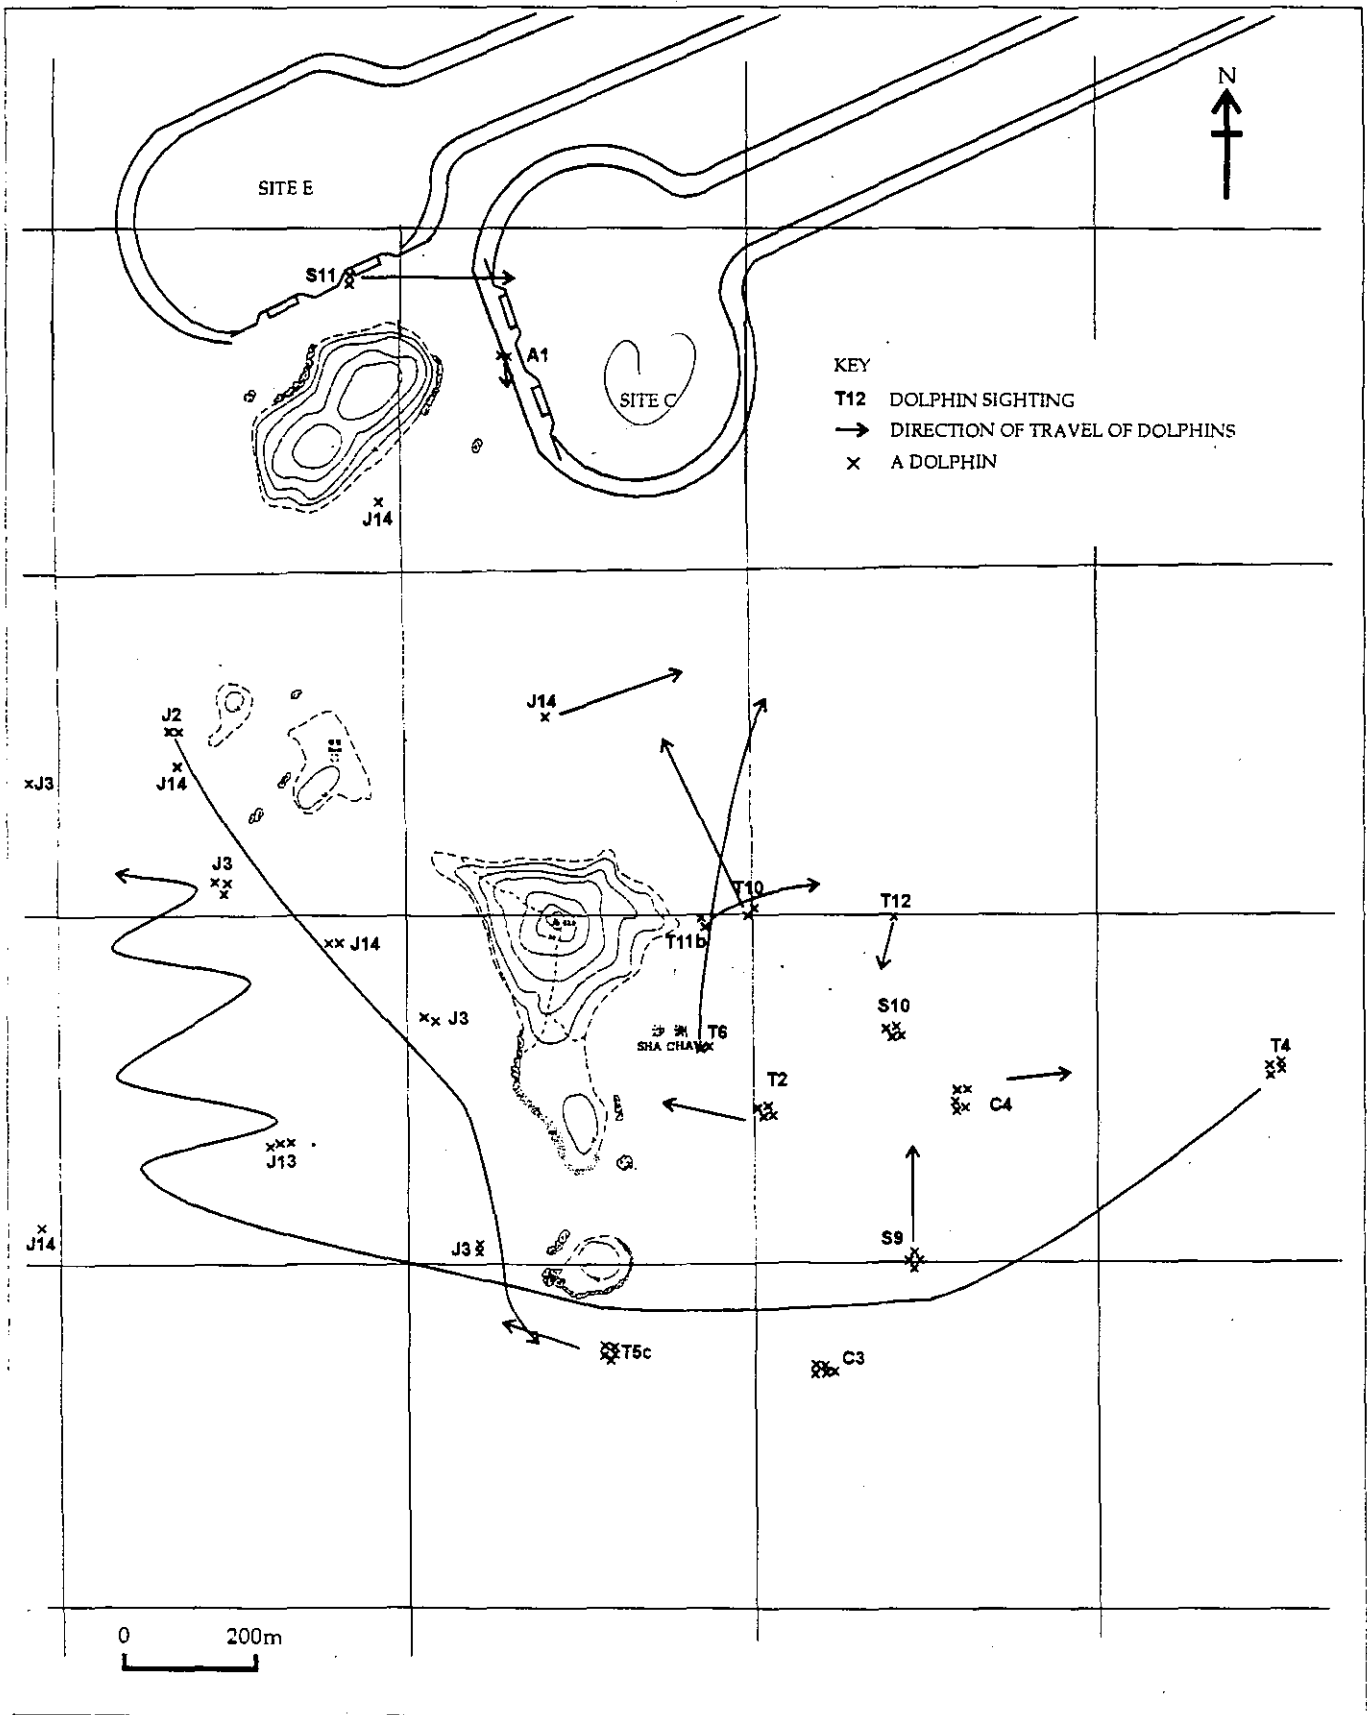 N
SITE E
S11
A1
KEY
T12 DOLPHIN SIGHTING
DIRECTION OF TRAVEL OF DOLPHINS
A DOLPHIN
SITE C
J14
J14
J2
J14
J3
J3
T10
T12
J14
T11b
J3
S10
T6
SHA CHAU
T4
T2
C4
J13
J14
J3
S9
T5c
C3
0 200m